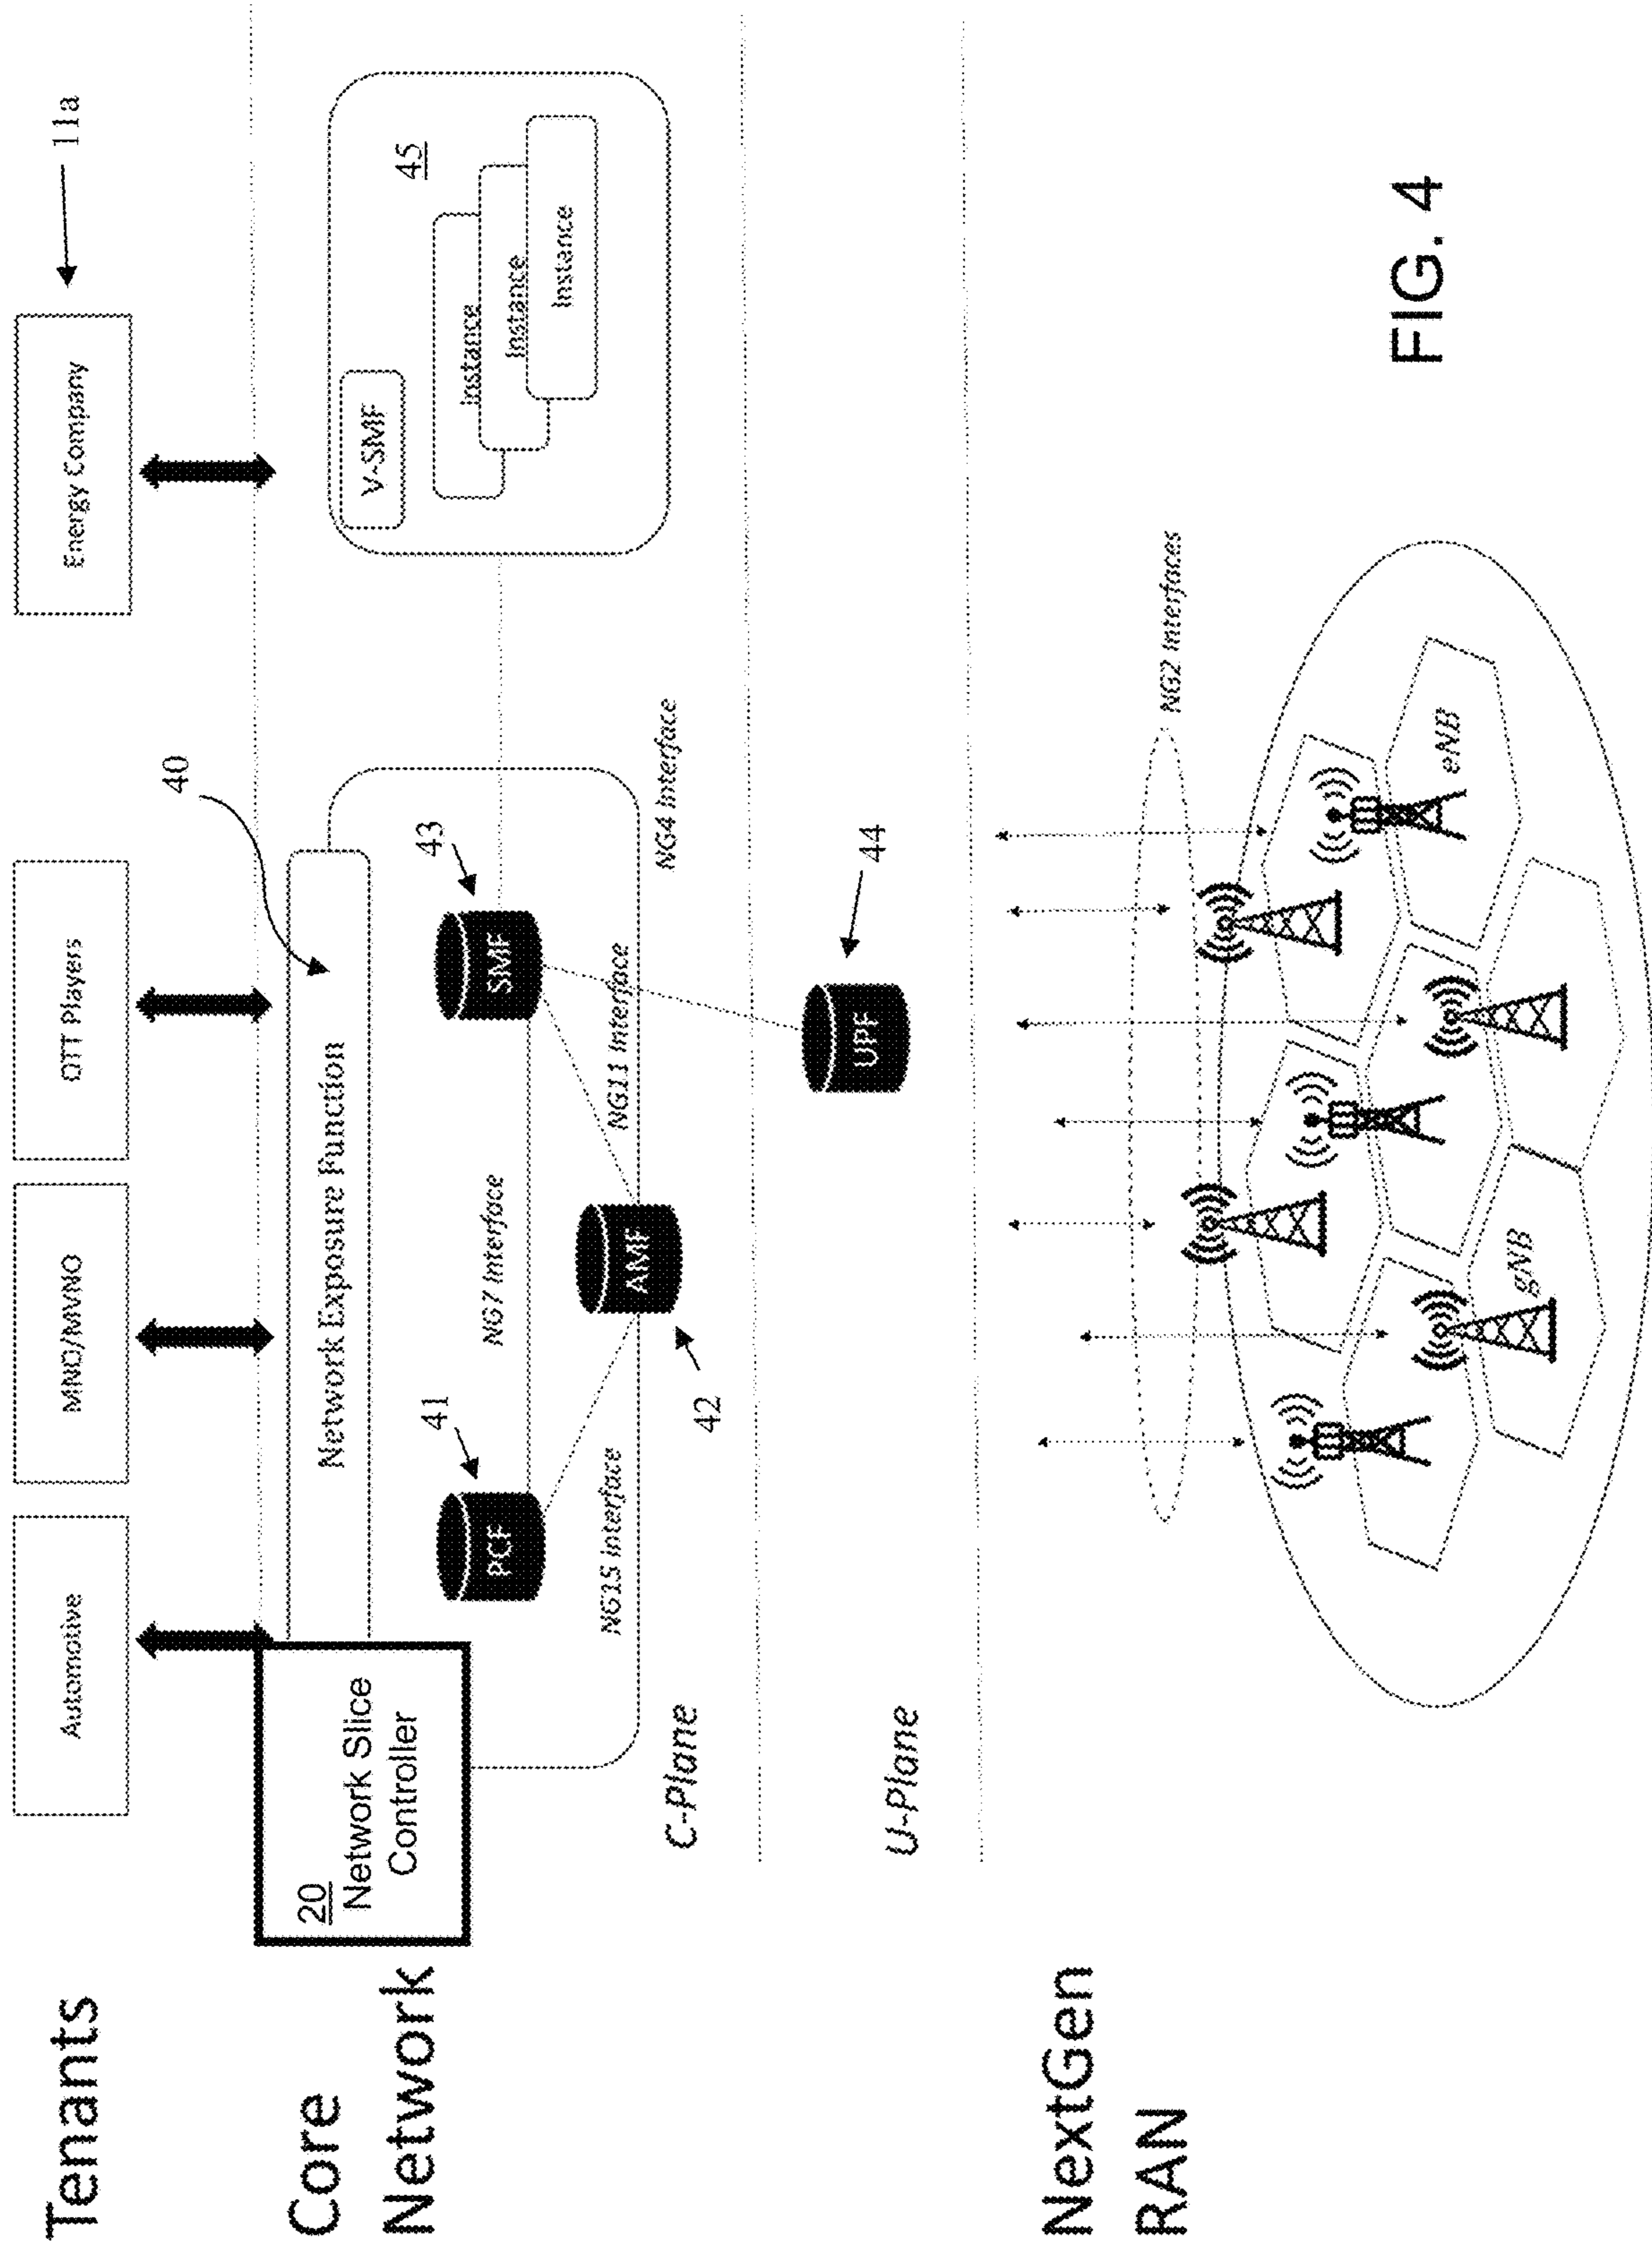 Tenants
Automotive
MNO/MVNO
OTT Players
Energy Company
11a
Core
Network
20
Network Slice
Controller
Network Exposure Function
40
PCF
41
NG7 Interface
SMF
43
NG15 Interface
AMF
42
NG11 Interface
NG4 Interface
V-SMF
45
Instance
Instance
Instance
C-Plane
U-Plane
UPF
44
NextGen
RAN
NG2 Interfaces
gNB
eNB
FIG. 4